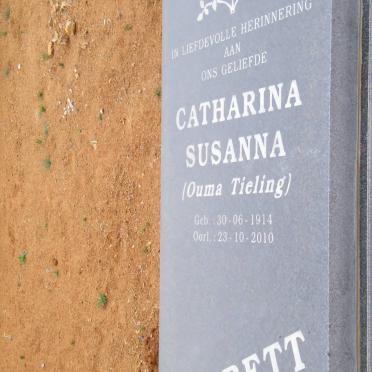 IN LIEFDEVOLLE HERINNERING
AAN
ONS GELIEFDE
CATHARINA
SUSANNA
(Ouma Tieling)
Geb.: 30-06-1914
Oorl.: 23-10-2010